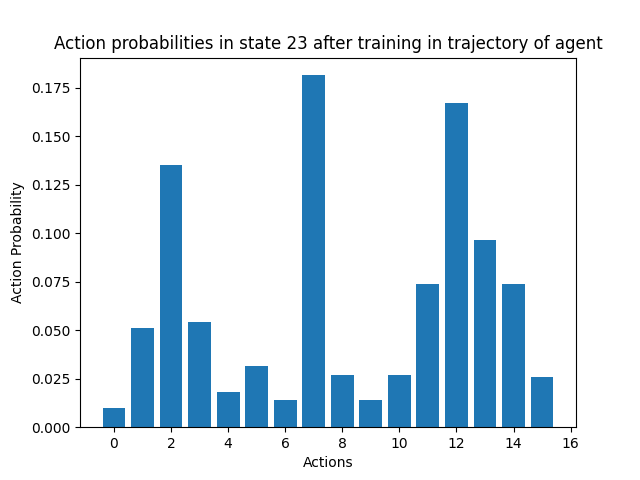 Action probabilities in state 23 after training in trajectory of agent
0.175
0.150
0.125
0.100
0.075
0.050
0.025
0.000
Action Probability
0 2 4 6 8 10 12 14 16
Actions